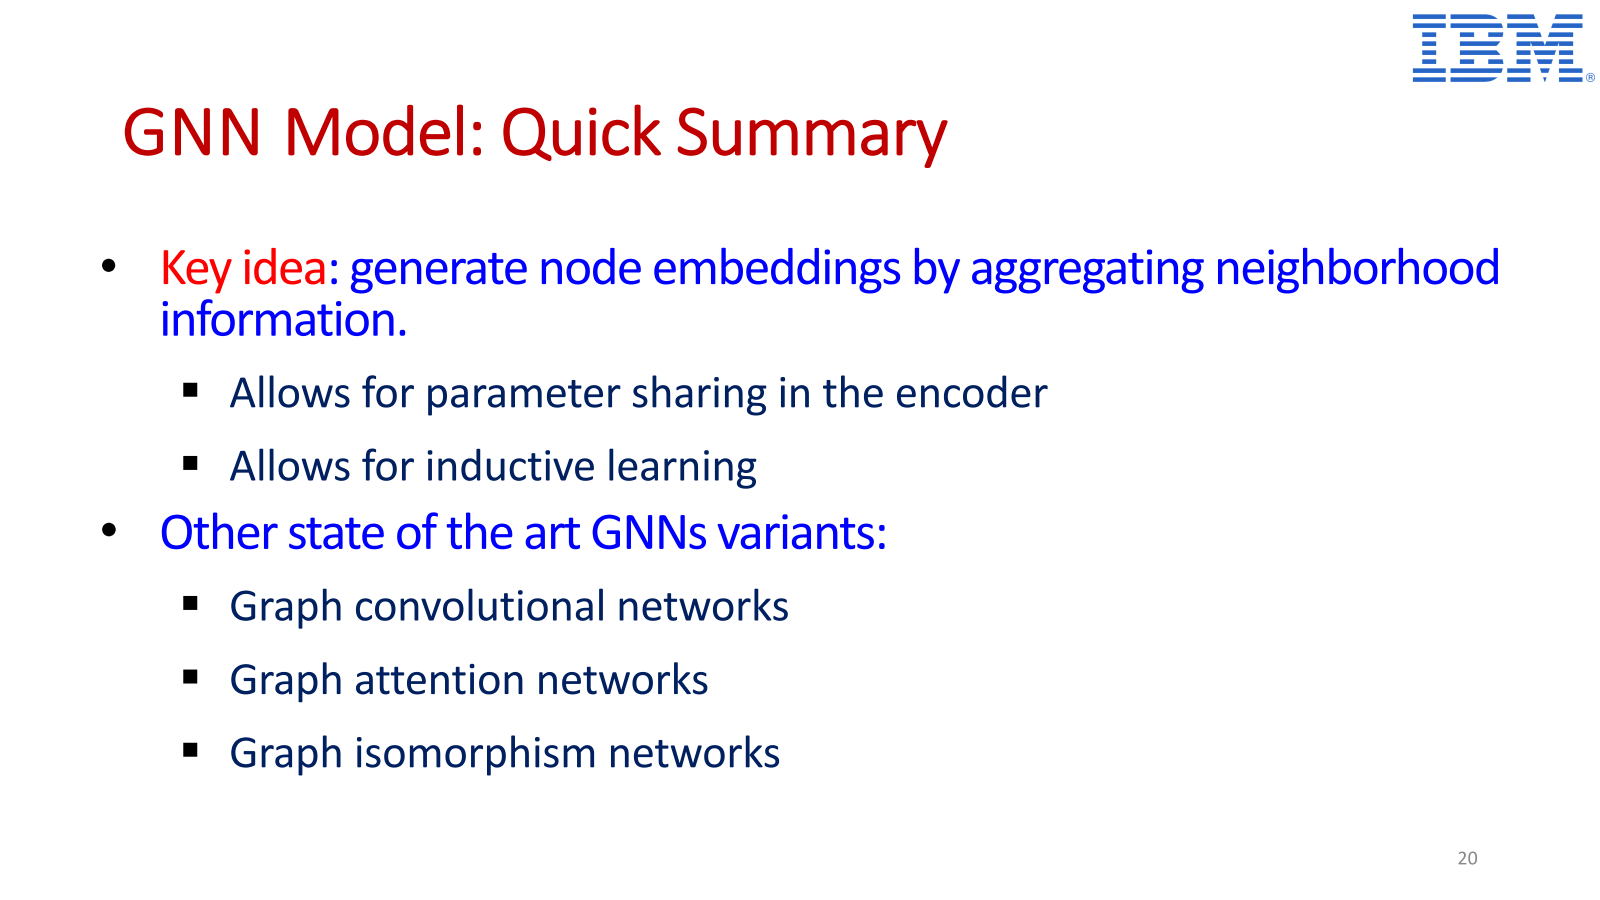 IBM®
GNN Model: Quick Summary
• Key idea: generate node embeddings by aggregating neighborhood
information.
▪ Allows for parameter sharing in the encoder
▪ Allows for inductive learning
• Other state of the art GNNs variants:
▪ Graph convolutional networks
▪ Graph attention networks
▪ Graph isomorphism networks
20